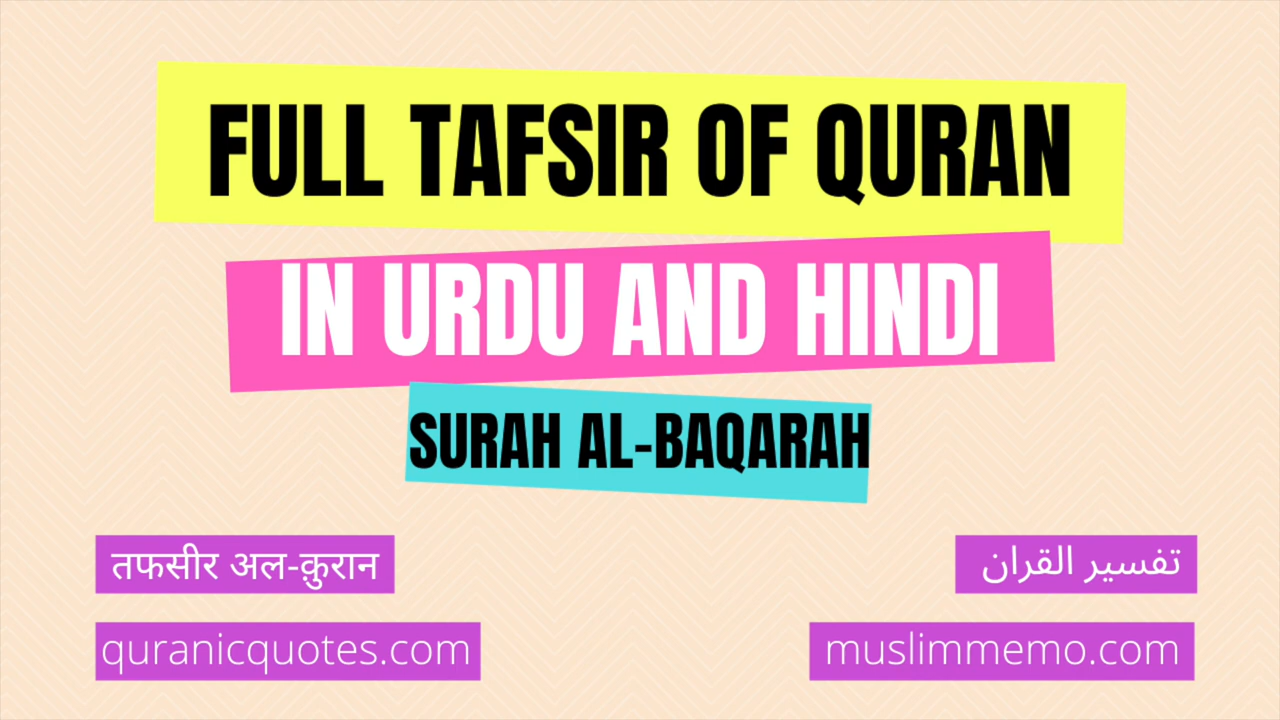 FULL TAFSIR OF QURAN
IN URDU AND HINDI
SURAH AL-BAQARAH
तफसीर अल-क़ुरान
تفسير القران
quranicquotes.com
muslimmemo.com